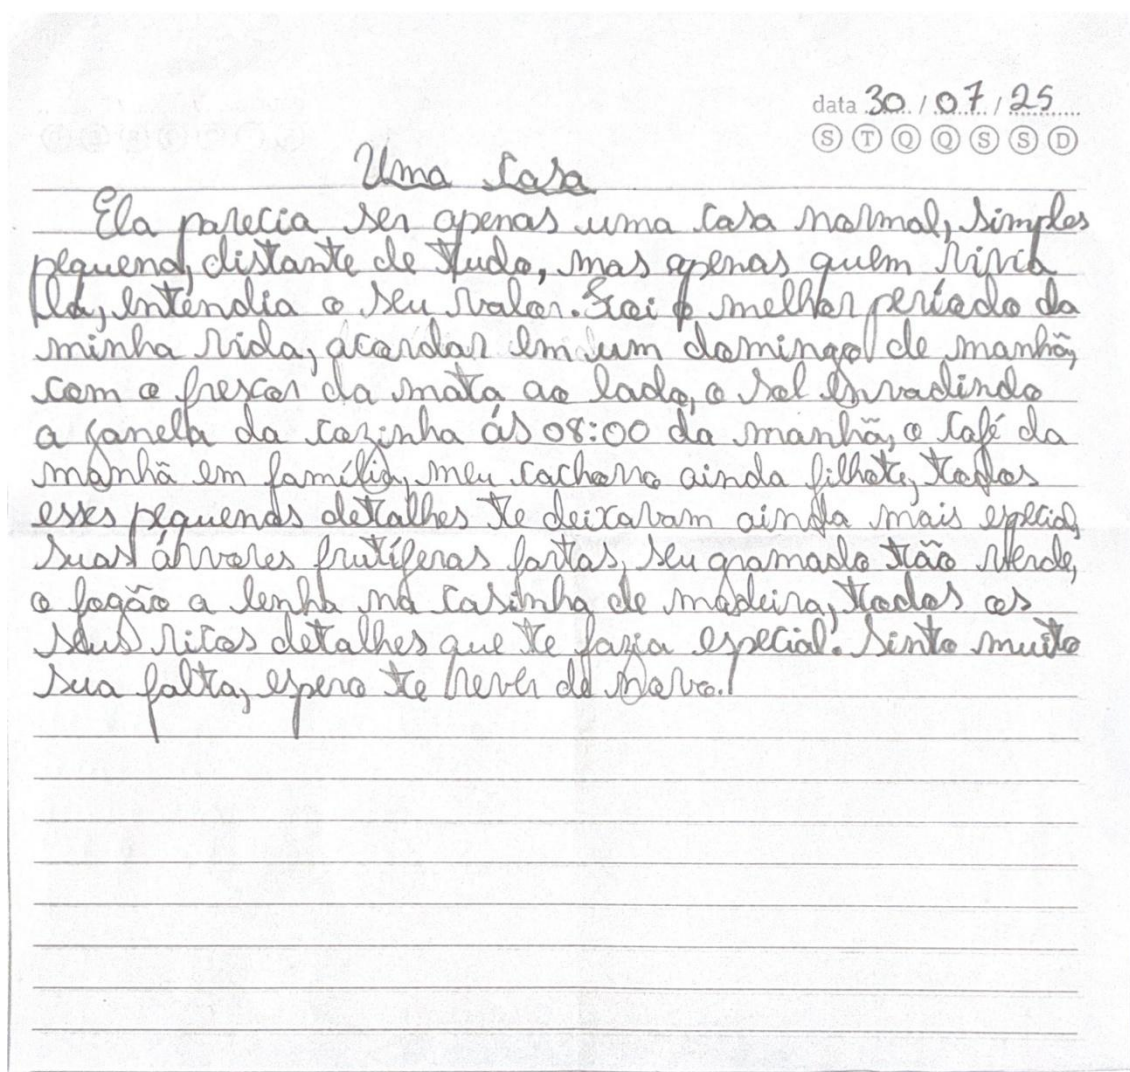 data 30 / 07 / 25
S T Q Q S S D
Uma Casa
Ela parecia ser apenas uma casa normal, simples
pequena, distante de tudo, mas apenas quem vivia
lá, entendia o seu valor. Foi o melhor período da
minha vida, acordar em um domingo de manhã,
com o frescor da mata ao lado, o sol invadindo
a janela da cozinha ás 08:00 da manhã, o café da
manhã em família, meu cachorro ainda filhote, todos
esses pequenos detalhes te deixavam ainda mais especial,
suas árvores frutíferas fartas, seu gramado tão verde,
o fogão a lenha na casinha de madeira, todos os
seus ricos detalhes que te fazia especial. Sinto muito
sua falta, espero te rever de novo.